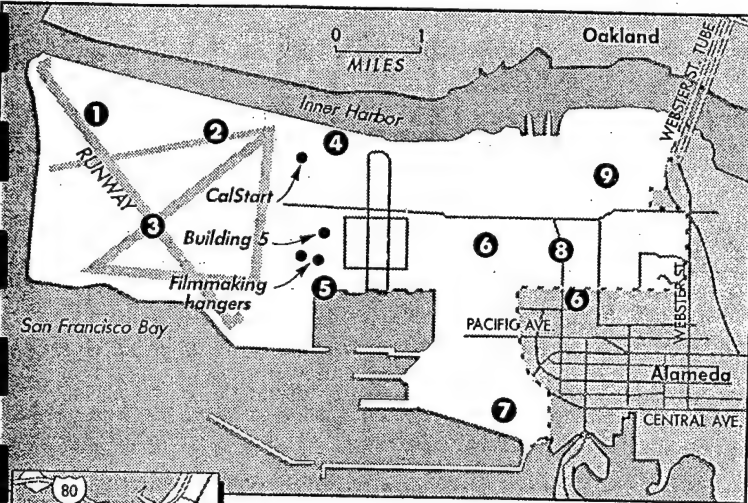 0 1
MILES
Oakland
WEBSTER ST. TUBE
Inner Harbor
1
2
4
RUNWAY
CalStart
9
3
Building 5
6
8
Filmmaking
hangers
5
6
WEBSTER ST.
San Francisco Bay
PACIFIC AVE.
Alameda
7
CENTRAL AVE.
80